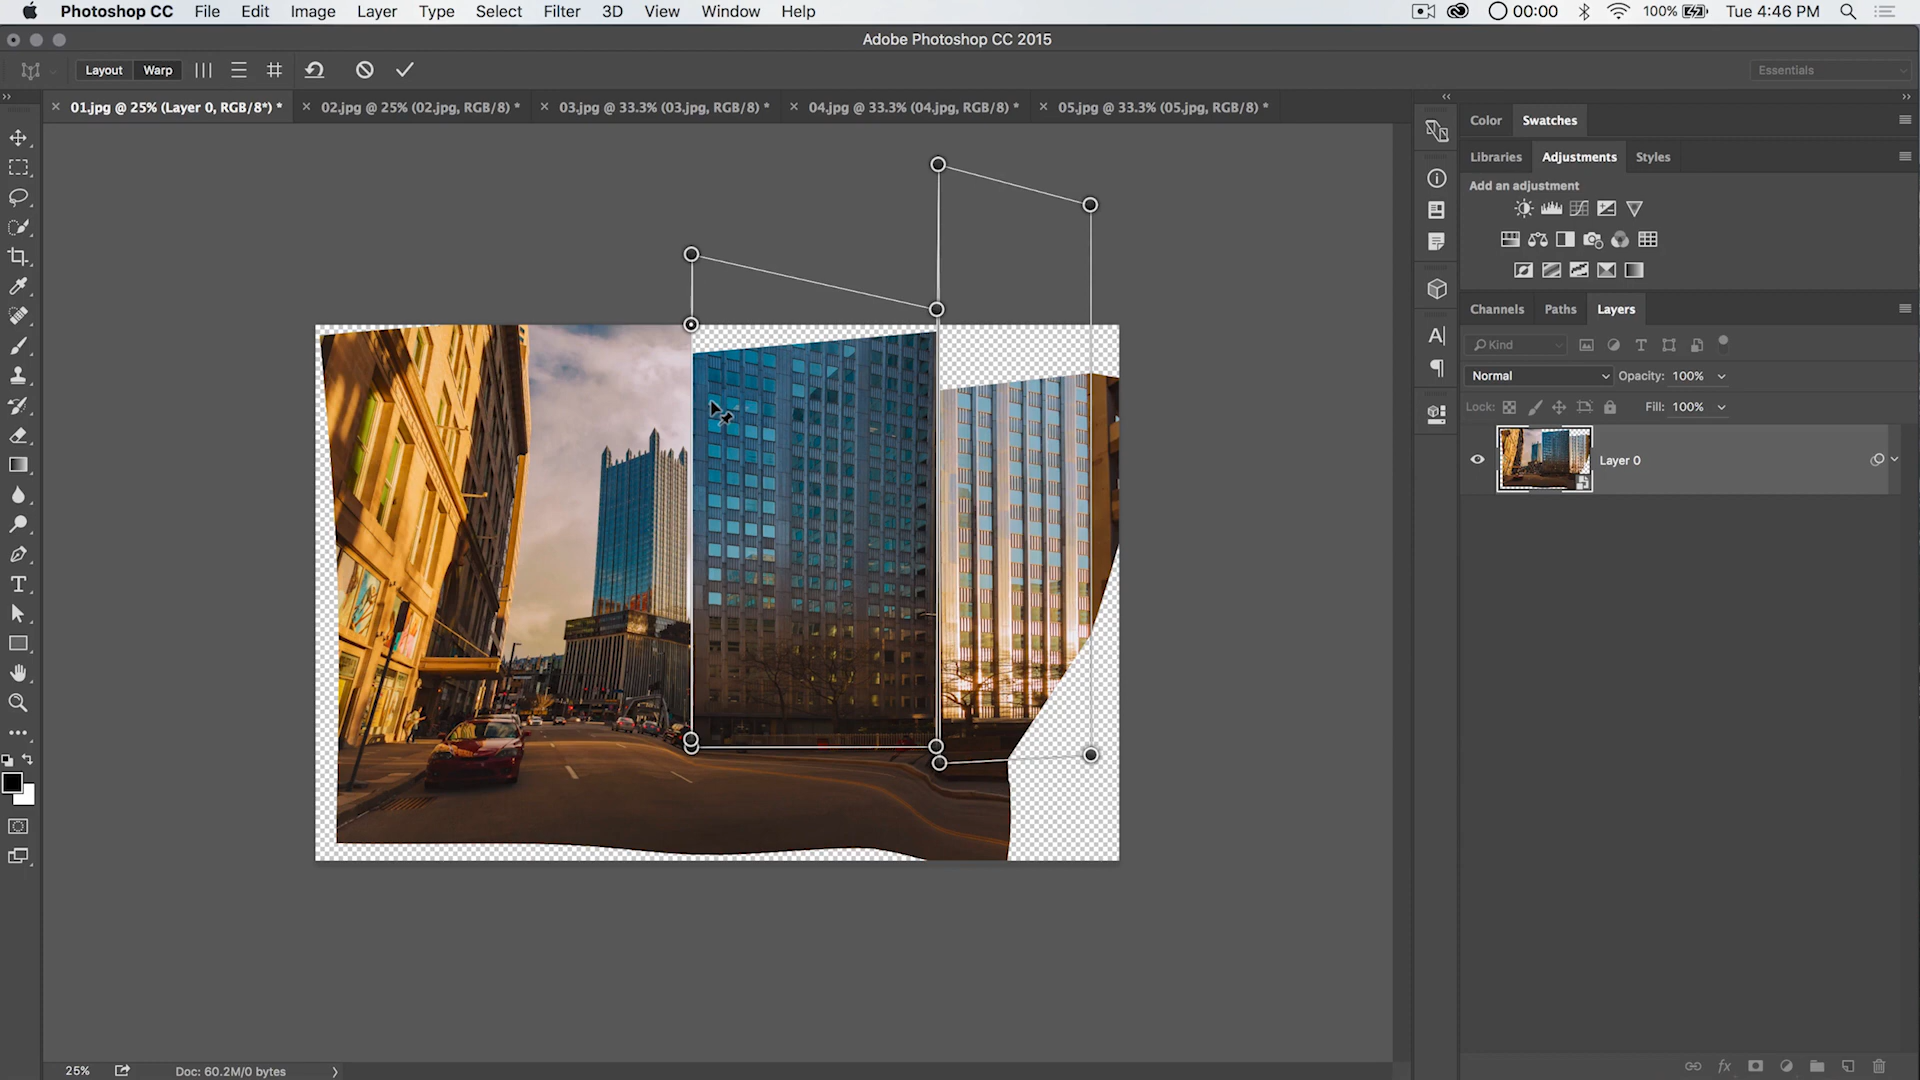 Photoshop CC File Edit Image Layer Type Select Filter 3D View Window Help 00:00 100% Tue 4:46 PM
Adobe Photoshop CC 2015
Layout Warp Essentials
01.jpg @ 25% (Layer 0, RGB/8*) * 02.jpg @ 25% (02.jpg, RGB/8) * 03.jpg @ 33.3% (03.jpg, RGB/8) * 04.jpg @ 33.3% (04.jpg, RGB/8) * 05.jpg @ 33.3% (05.jpg, RGB/8) *
Color Swatches
Libraries Adjustments Styles
Add an adjustment
Channels Paths Layers
Kind
Normal Opacity: 100%
Lock: Fill: 100%
Layer 0
25% Doc: 60.2M/0 bytes